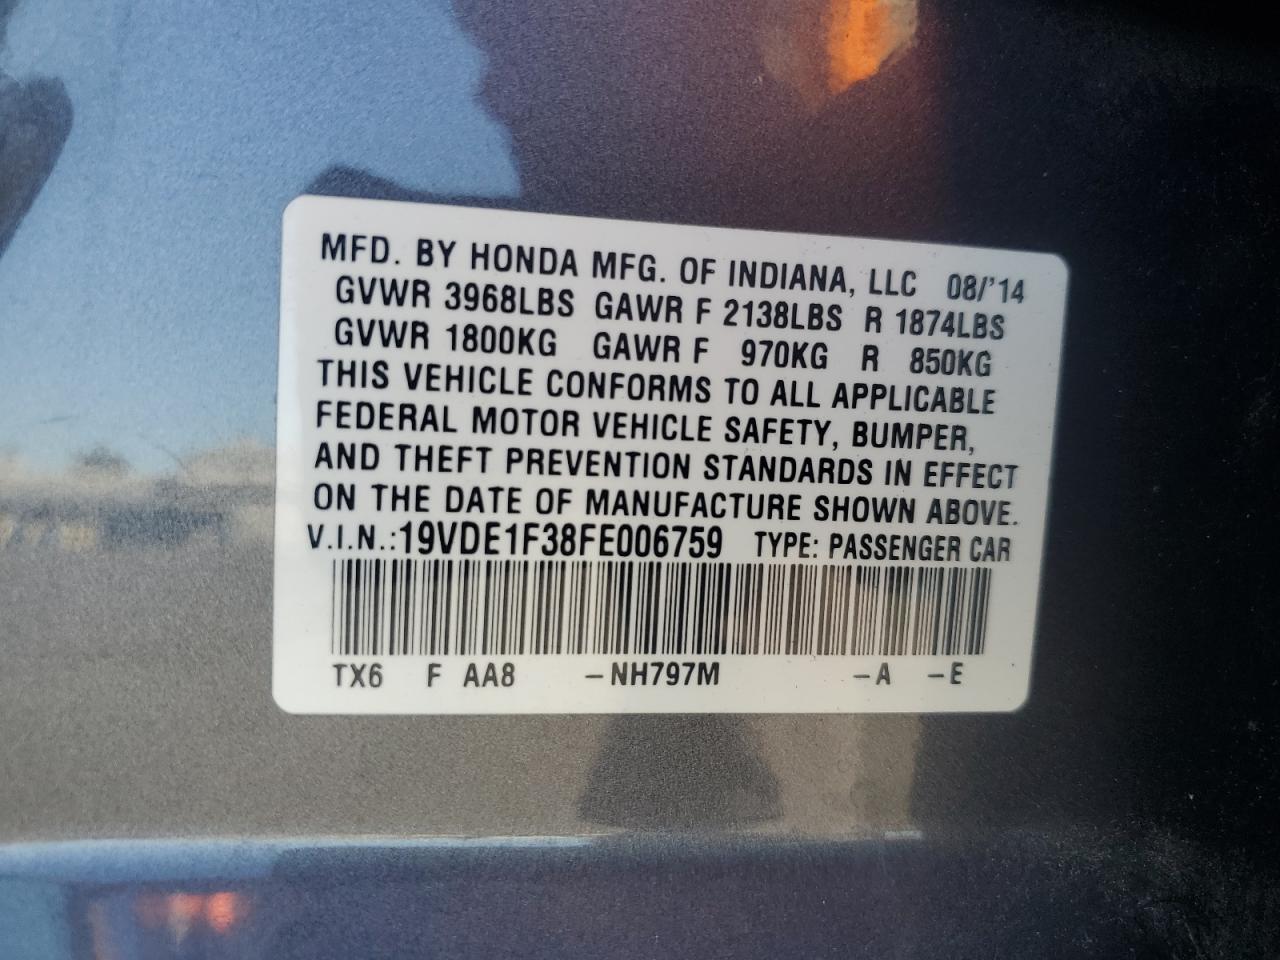 MFD. BY HONDA MFG. OF INDIANA, LLC 08/'14
GVWR 3968LBS GAWR F 2138LBS R 1874LBS
GVWR 1800KG GAWR F 970KG R 850KG
THIS VEHICLE CONFORMS TO ALL APPLICABLE
FEDERAL MOTOR VEHICLE SAFETY, BUMPER,
AND THEFT PREVENTION STANDARDS IN EFFECT
ON THE DATE OF MANUFACTURE SHOWN ABOVE.
V.I.N.:19VDE1F38FE006759 TYPE: PASSENGER CAR
TX6 F AA8 -NH797M -A -E